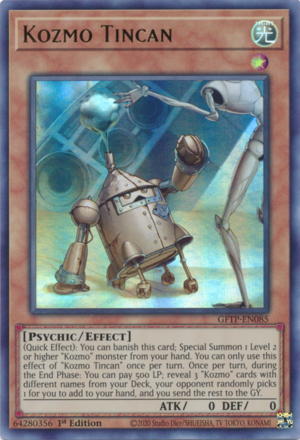 KOZMO TINCAN
光
GFTP-EN085
[PSYCHIC/EFFECT]
(Quick Effect): You can banish this card; Special Summon 1 Level 2
or higher "Kozmo" monster from your hand. You can only use this
effect of "Kozmo Tincan" once per turn. Once per turn, during
the End Phase: You can pay 500 LP; reveal 3 "Kozmo" cards with
different names from your Deck, your opponent randomly picks
1 for you to add to your hand, and you send the rest to the GY.
ATK/ 0 DEF/ 0
64280356 1st Edition ©2020 Studio Dice/SHUEISHA, TV TOKYO, KONAMI